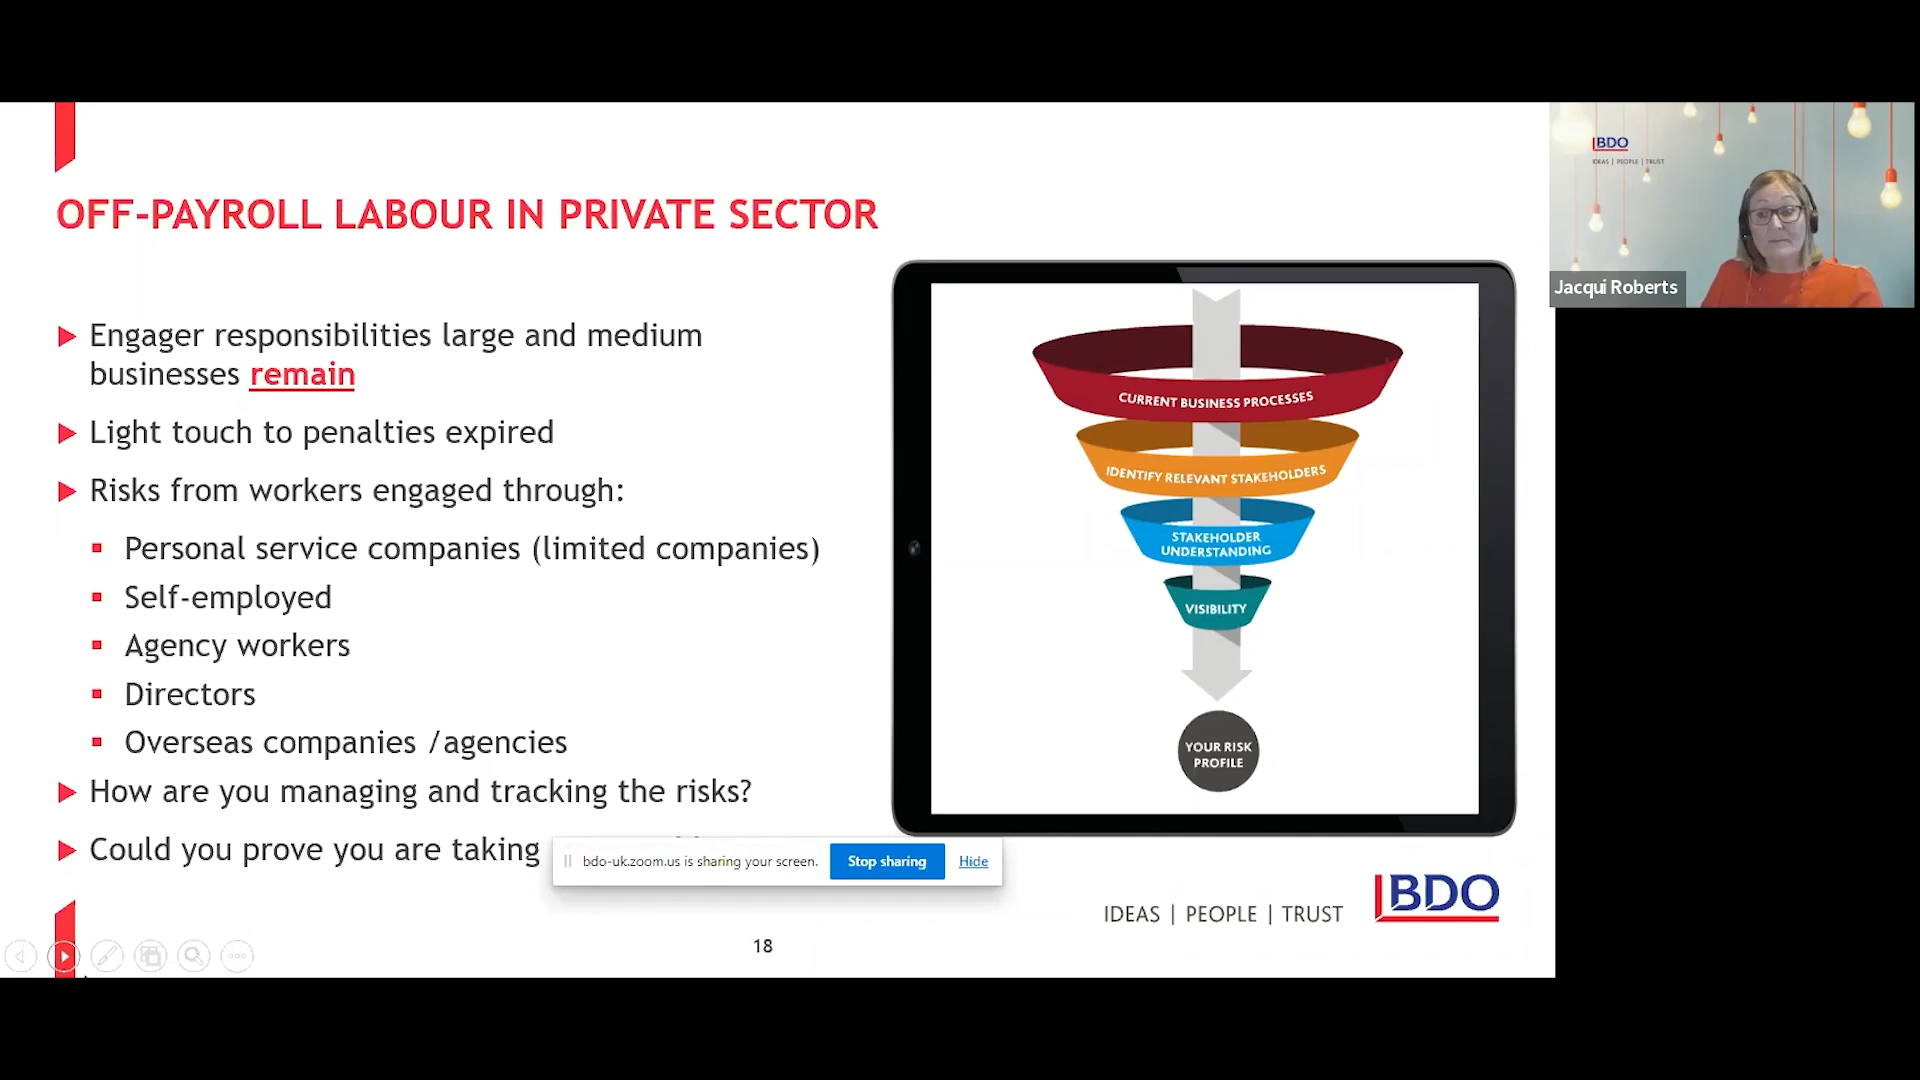 BDO
IDEAS | PEOPLE | TRUST
Jacqui Roberts
OFF-PAYROLL LABOUR IN PRIVATE SECTOR
Engager responsibilities large and medium
businesses remain
Light touch to penalties expired
Risks from workers engaged through:
Personal service companies (limited companies)
Self-employed
Agency workers
Directors
Overseas companies /agencies
How are you managing and tracking the risks?
Could you prove you are taking
CURRENT BUSINESS PROCESSES
IDENTIFY RELEVANT STAKEHOLDERS
STAKEHOLDER
UNDERSTANDING
VISIBILITY
YOUR RISK
PROFILE
bdo-uk.zoom.us is sharing your screen. Stop sharing Hide
IDEAS | PEOPLE | TRUST
BDO
18